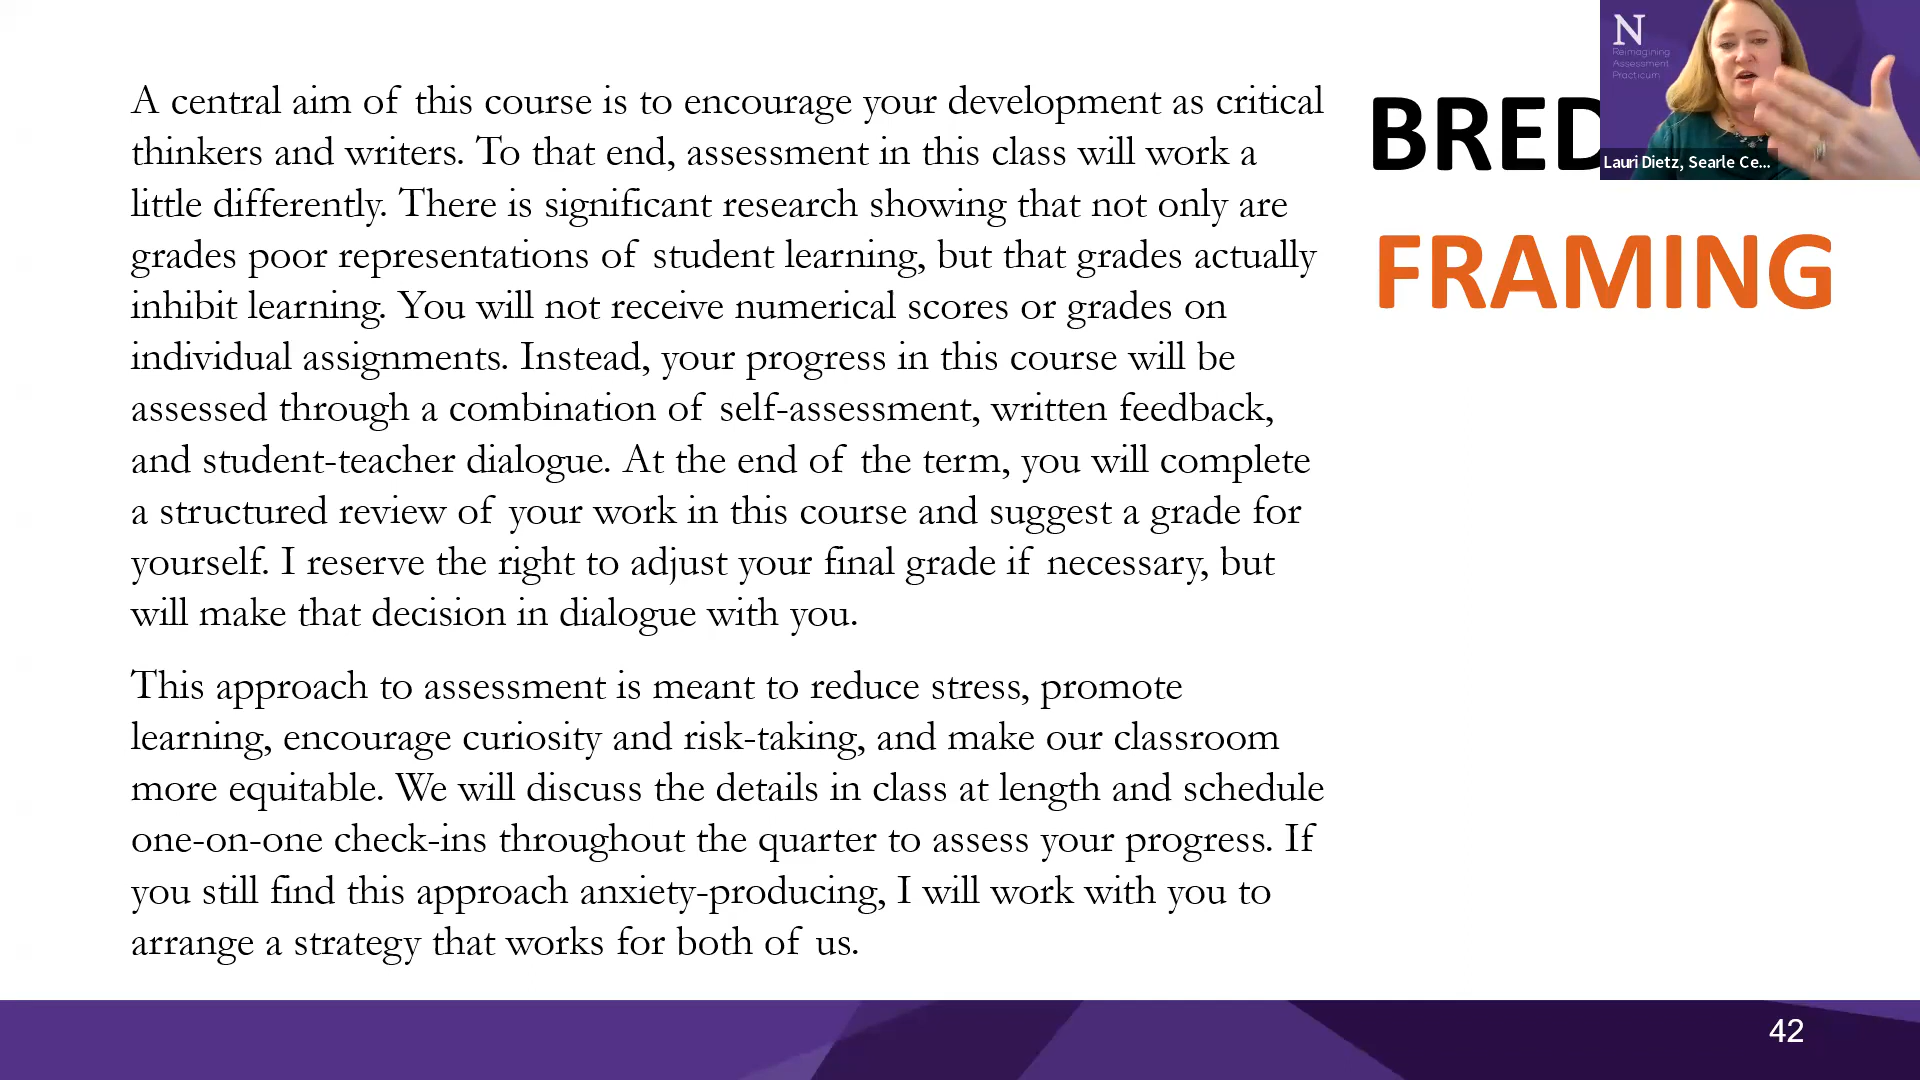 A central aim of this course is to encourage your development as critical
thinkers and writers. To that end, assessment in this class will work a
little differently. There is significant research showing that not only are
grades poor representations of student learning, but that grades actually
inhibit learning. You will not receive numerical scores or grades on
individual assignments. Instead, your progress in this course will be
assessed through a combination of self-assessment, written feedback,
and student-teacher dialogue. At the end of the term, you will complete
a structured review of your work in this course and suggest a grade for
yourself. I reserve the right to adjust your final grade if necessary, but
will make that decision in dialogue with you.
This approach to assessment is meant to reduce stress, promote
learning, encourage curiosity and risk-taking, and make our classroom
more equitable. We will discuss the details in class at length and schedule
one-on-one check-ins throughout the quarter to assess your progress. If
you still find this approach anxiety-producing, I will work with you to
arrange a strategy that works for both of us.
BRED
FRAMING
N
Reimagining
Assessment
Practicum
Lauri Dietz, Searle Ce...
42